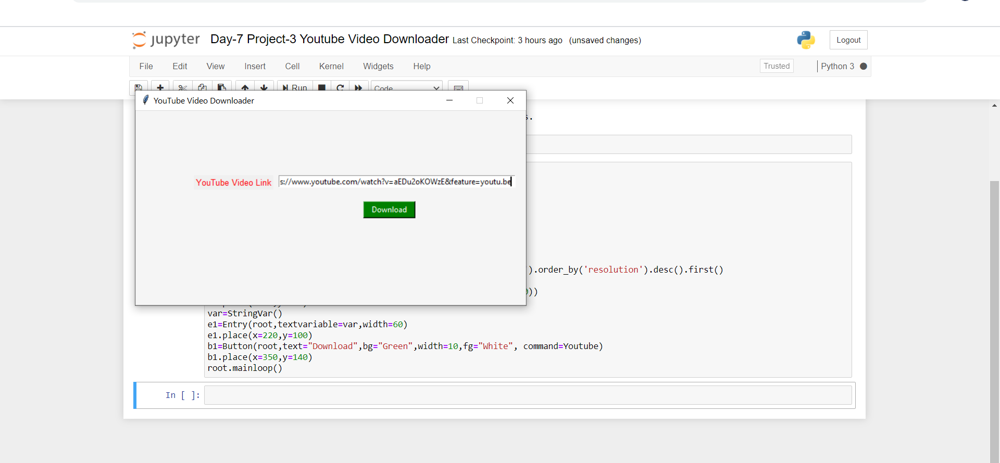 jupyter Day-7 Project-3 Youtube Video Downloader Last Checkpoint: 3 hours ago (unsaved changes) Logout
File Edit View Insert Cell Kernel Widgets Help Trusted Python 3
Run Code
YouTube Video Downloader
s.
YouTube Video Link s://www.youtube.com/watch?v=aEDu2oKOWzE&feature=youtu.be
Download
).order_by('resolution').desc().first()
))
var=StringVar()
e1=Entry(root,textvariable=var,width=60)
e1.place(x=220,y=100)
b1=Button(root,text="Download",bg="Green",width=10,fg="White", command=Youtube)
b1.place(x=350,y=140)
root.mainloop()
In [ ]: